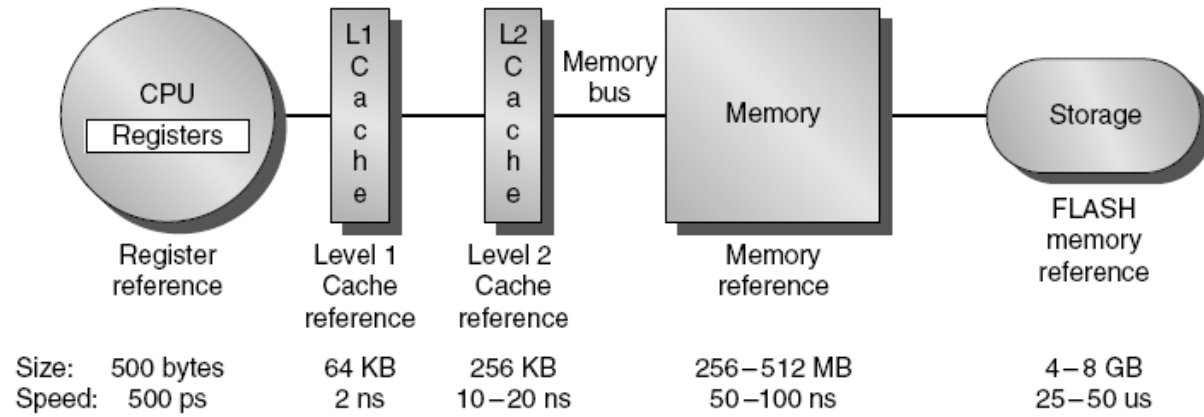 CPU
Registers
L1
C
a
c
h
e
L2
C
a
c
h
e
Memory
bus
Memory
Storage
Register
reference
Level 1
Cache
reference
Level 2
Cache
reference
Memory
reference
FLASH
memory
reference
Size: 500 bytes 64 KB 256 KB 256–512 MB 4–8 GB
Speed: 500 ps 2 ns 10–20 ns 50–100 ns 25–50 us